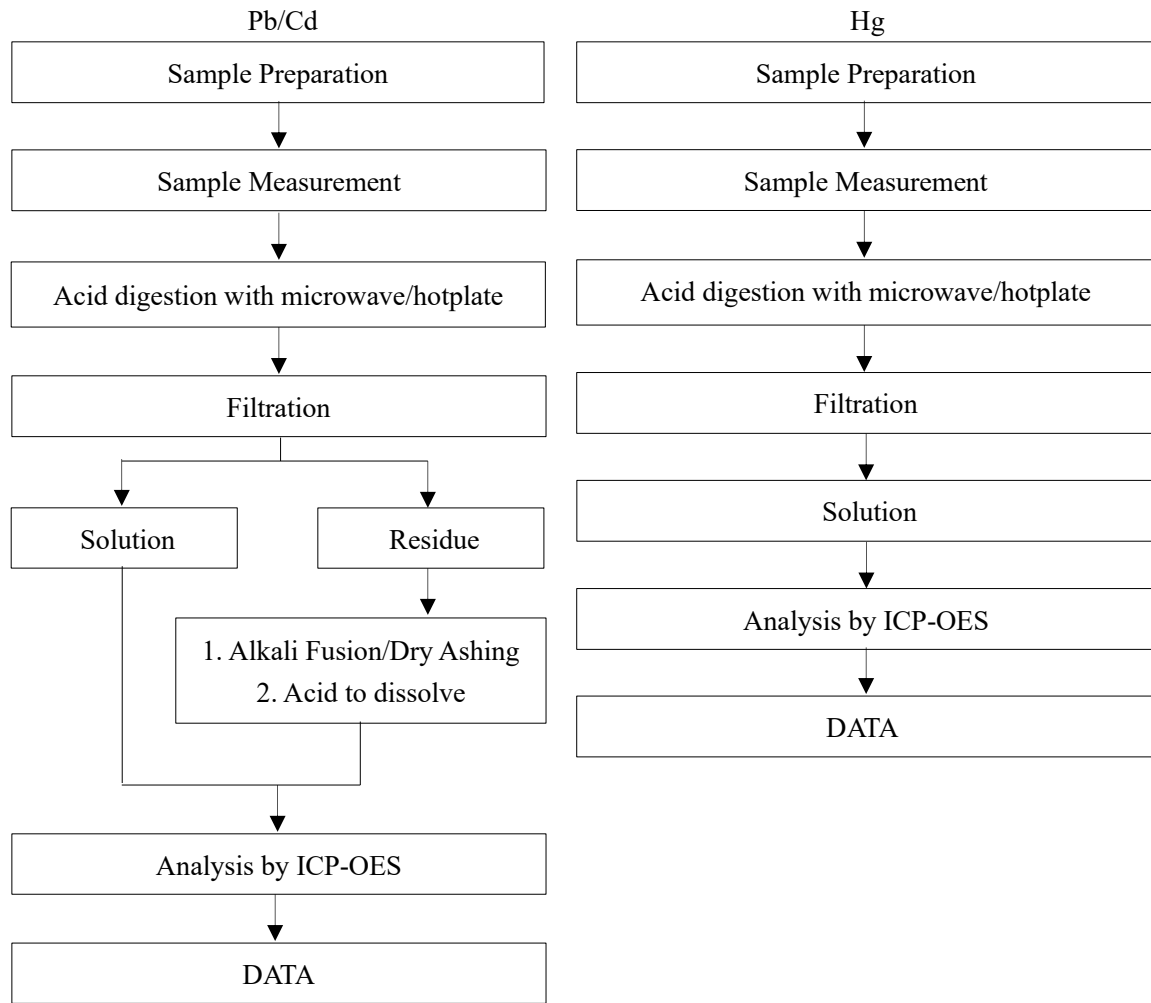 Pb/Cd
Sample Preparation
Sample Measurement
Acid digestion with microwave/hotplate
Filtration
Solution
Residue
1. Alkali Fusion/Dry Ashing
2. Acid to dissolve
Analysis by ICP-OES
DATA
Hg
Sample Preparation
Sample Measurement
Acid digestion with microwave/hotplate
Filtration
Solution
Analysis by ICP-OES
DATA